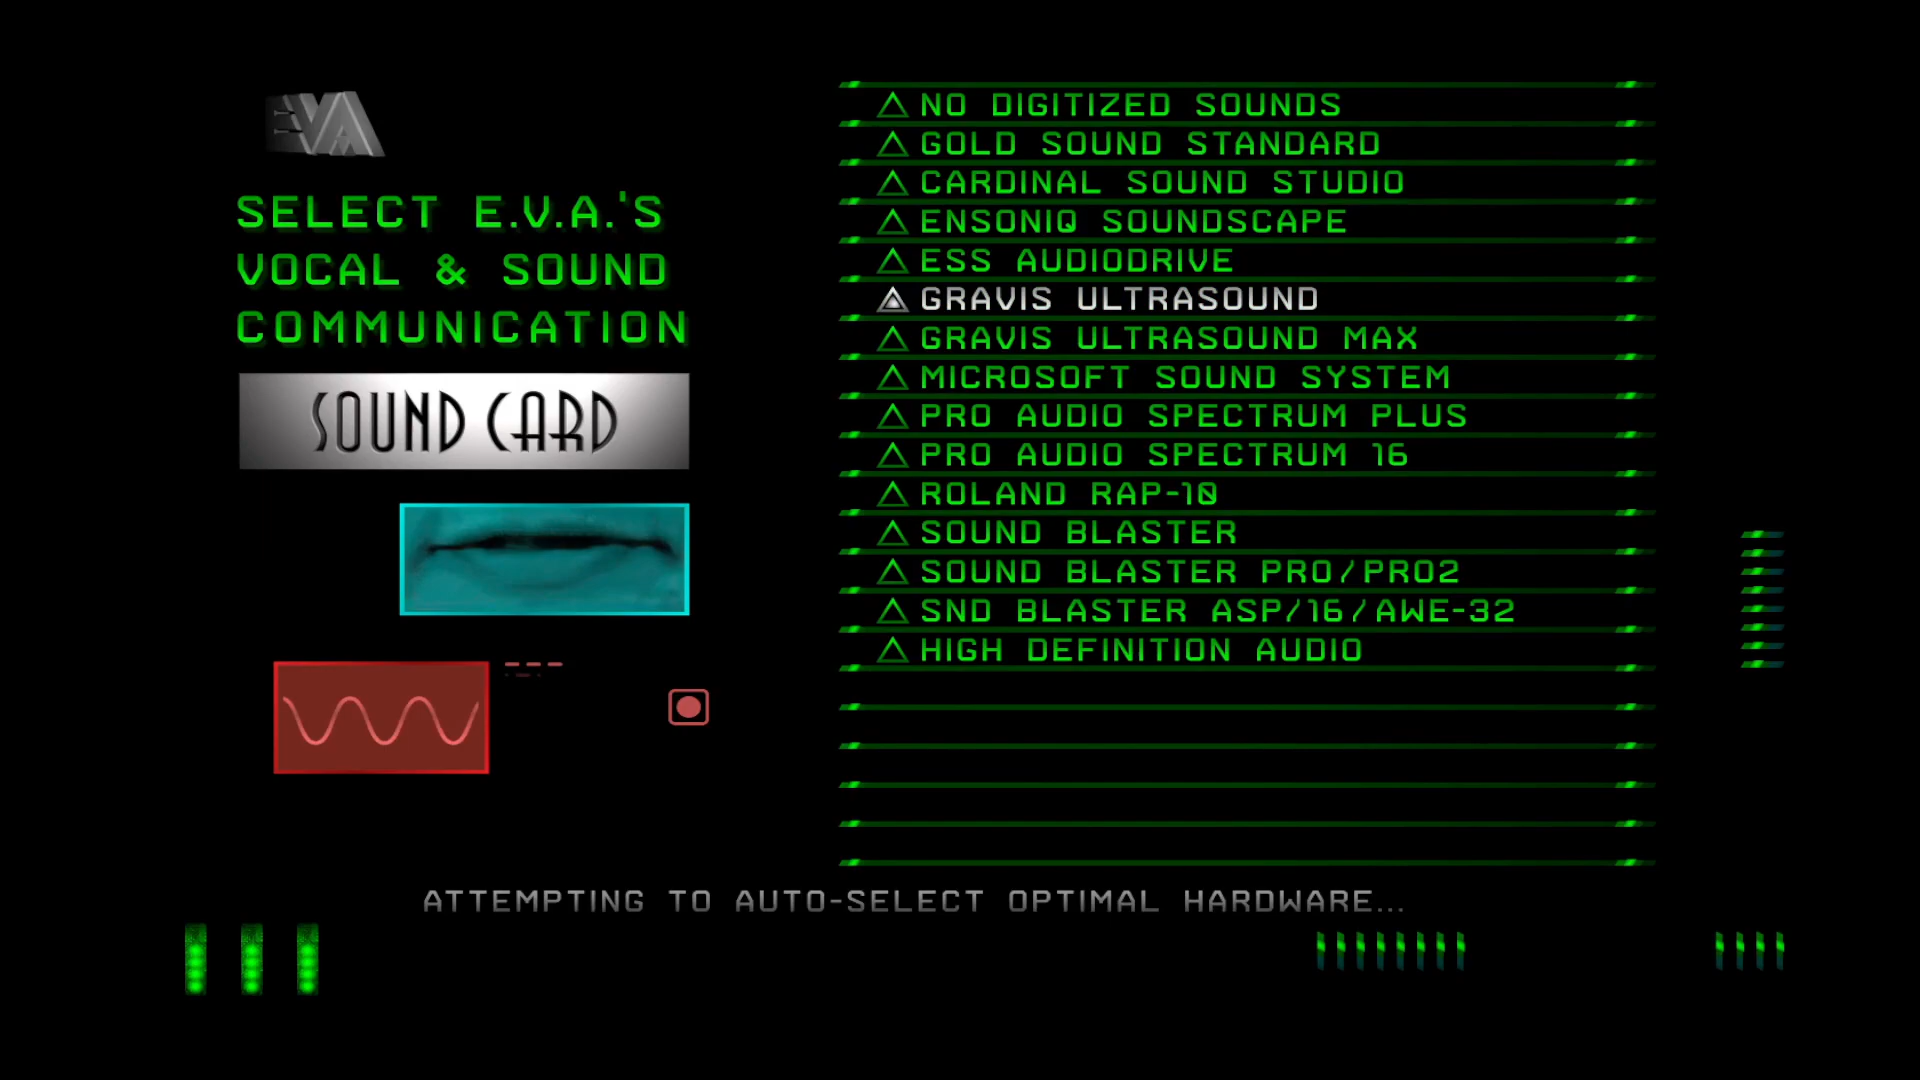 EVA
SELECT E.V.A.'S
VOCAL & SOUND
COMMUNICATION
SOUND CARD
NO DIGITIZED SOUNDS
GOLD SOUND STANDARD
CARDINAL SOUND STUDIO
ENSONIQ SOUNDSCAPE
ESS AUDIODRIVE
GRAVIS ULTRASOUND
GRAVIS ULTRASOUND MAX
MICROSOFT SOUND SYSTEM
PRO AUDIO SPECTRUM PLUS
PRO AUDIO SPECTRUM 16
ROLAND RAP-10
SOUND BLASTER
SOUND BLASTER PRO/PRO2
SND BLASTER ASP/16/AWE-32
HIGH DEFINITION AUDIO
ATTEMPTING TO AUTO-SELECT OPTIMAL HARDWARE...